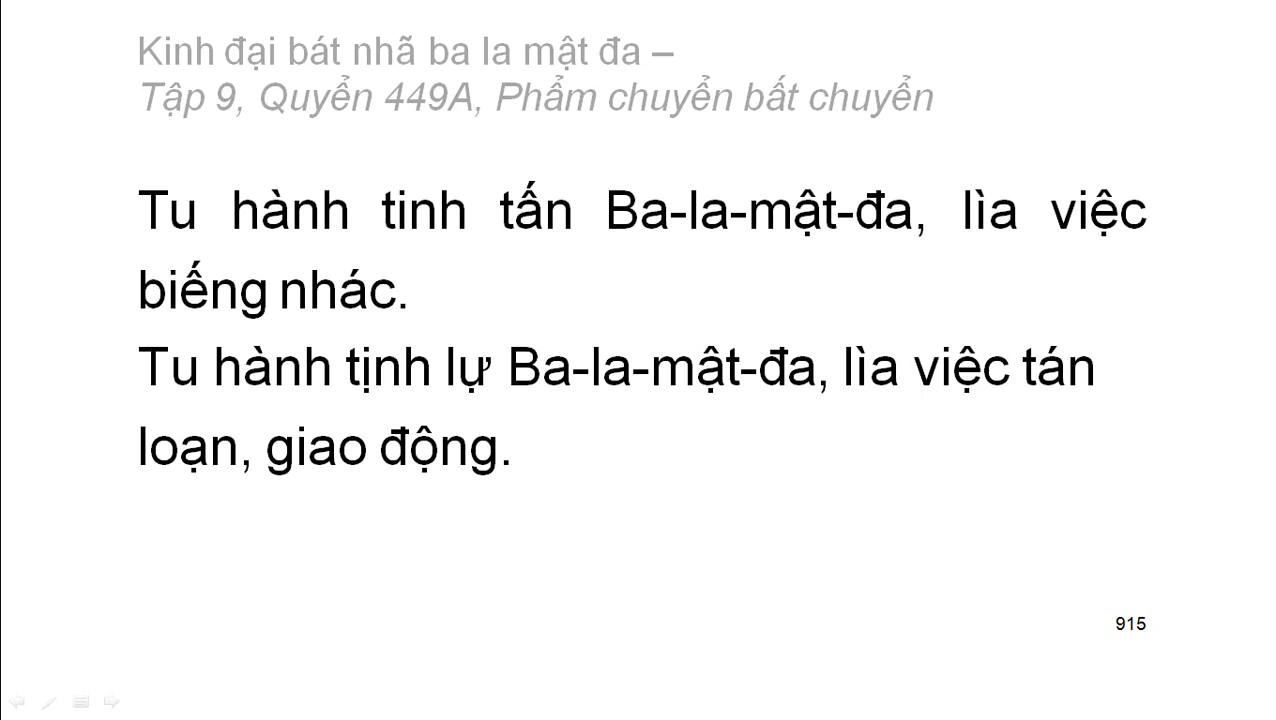 Kinh đại bát nhã ba la mật đa –
Tập 9, Quyển 449A, Phẩm chuyển bất chuyển
Tu hành tinh tấn Ba-la-mật-đa, lìa việc
biếng nhác.
Tu hành tịnh lự Ba-la-mật-đa, lìa việc tán
loạn, giao động.
915